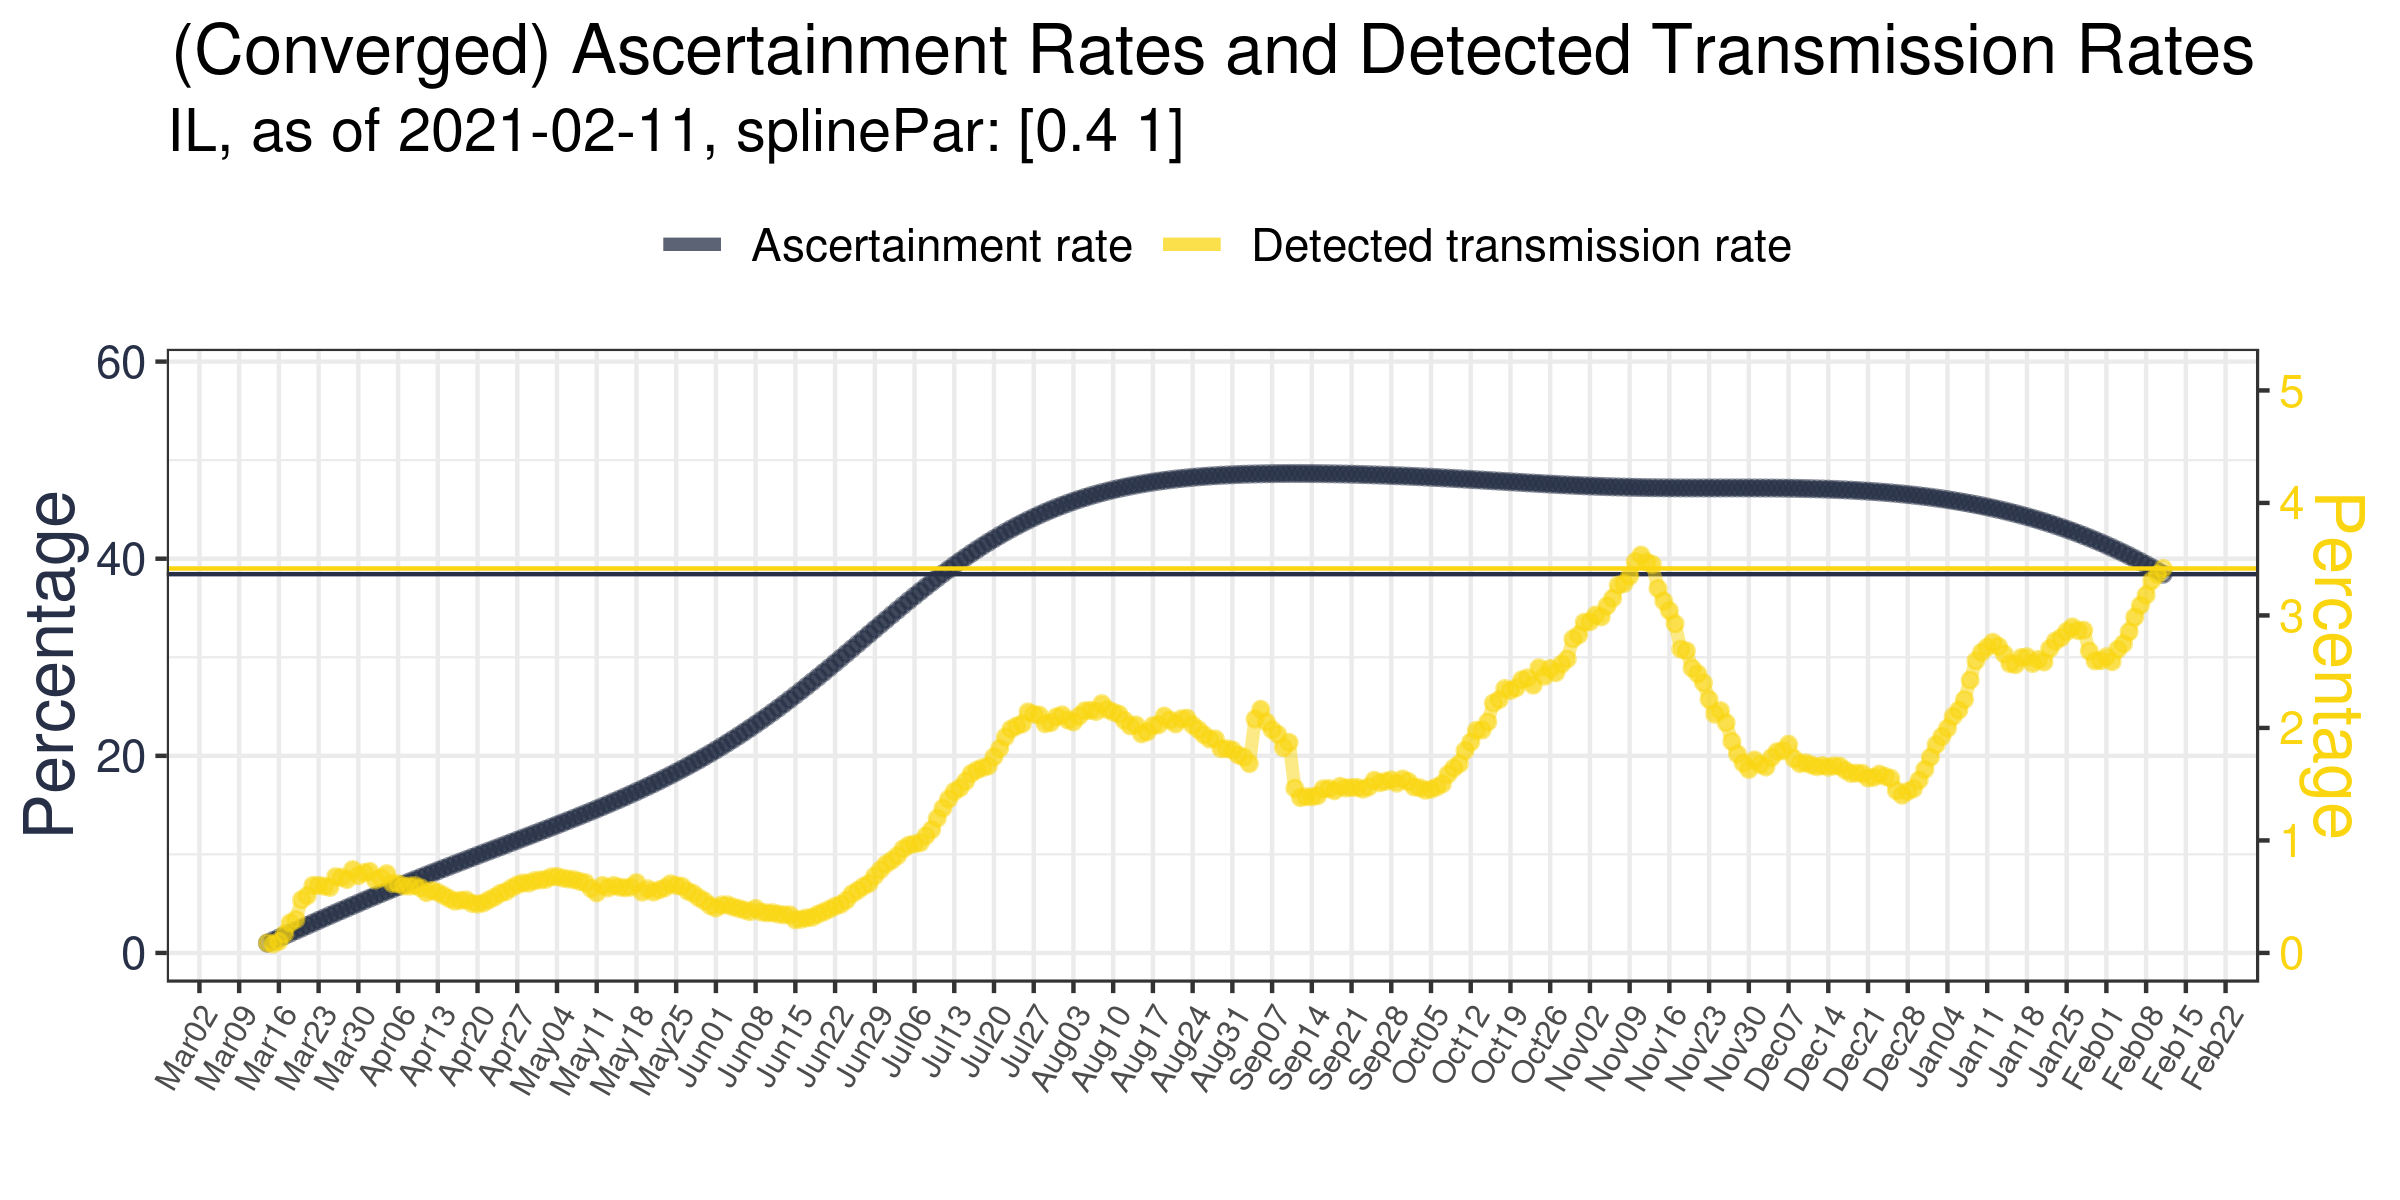 (Converged) Ascertainment Rates and Detected Transmission Rates
IL, as of 2021-02-11, splinePar: [0.4 1]
Ascertainment rate
Detected transmission rate
Percentage
60
40
20
0
5
4
3
2
1
0
Percentage
Mar02
Mar09
Mar16
Mar23
Mar30
Apr06
Apr13
Apr20
Apr27
May04
May11
May18
May25
Jun01
Jun08
Jun15
Jun22
Jun29
Jul06
Jul13
Jul20
Jul27
Aug03
Aug10
Aug17
Aug24
Aug31
Sep07
Sep14
Sep21
Sep28
Oct05
Oct12
Oct19
Oct26
Nov02
Nov09
Nov16
Nov23
Nov30
Dec07
Dec14
Dec21
Dec28
Jan04
Jan11
Jan18
Jan25
Feb01
Feb08
Feb15
Feb22